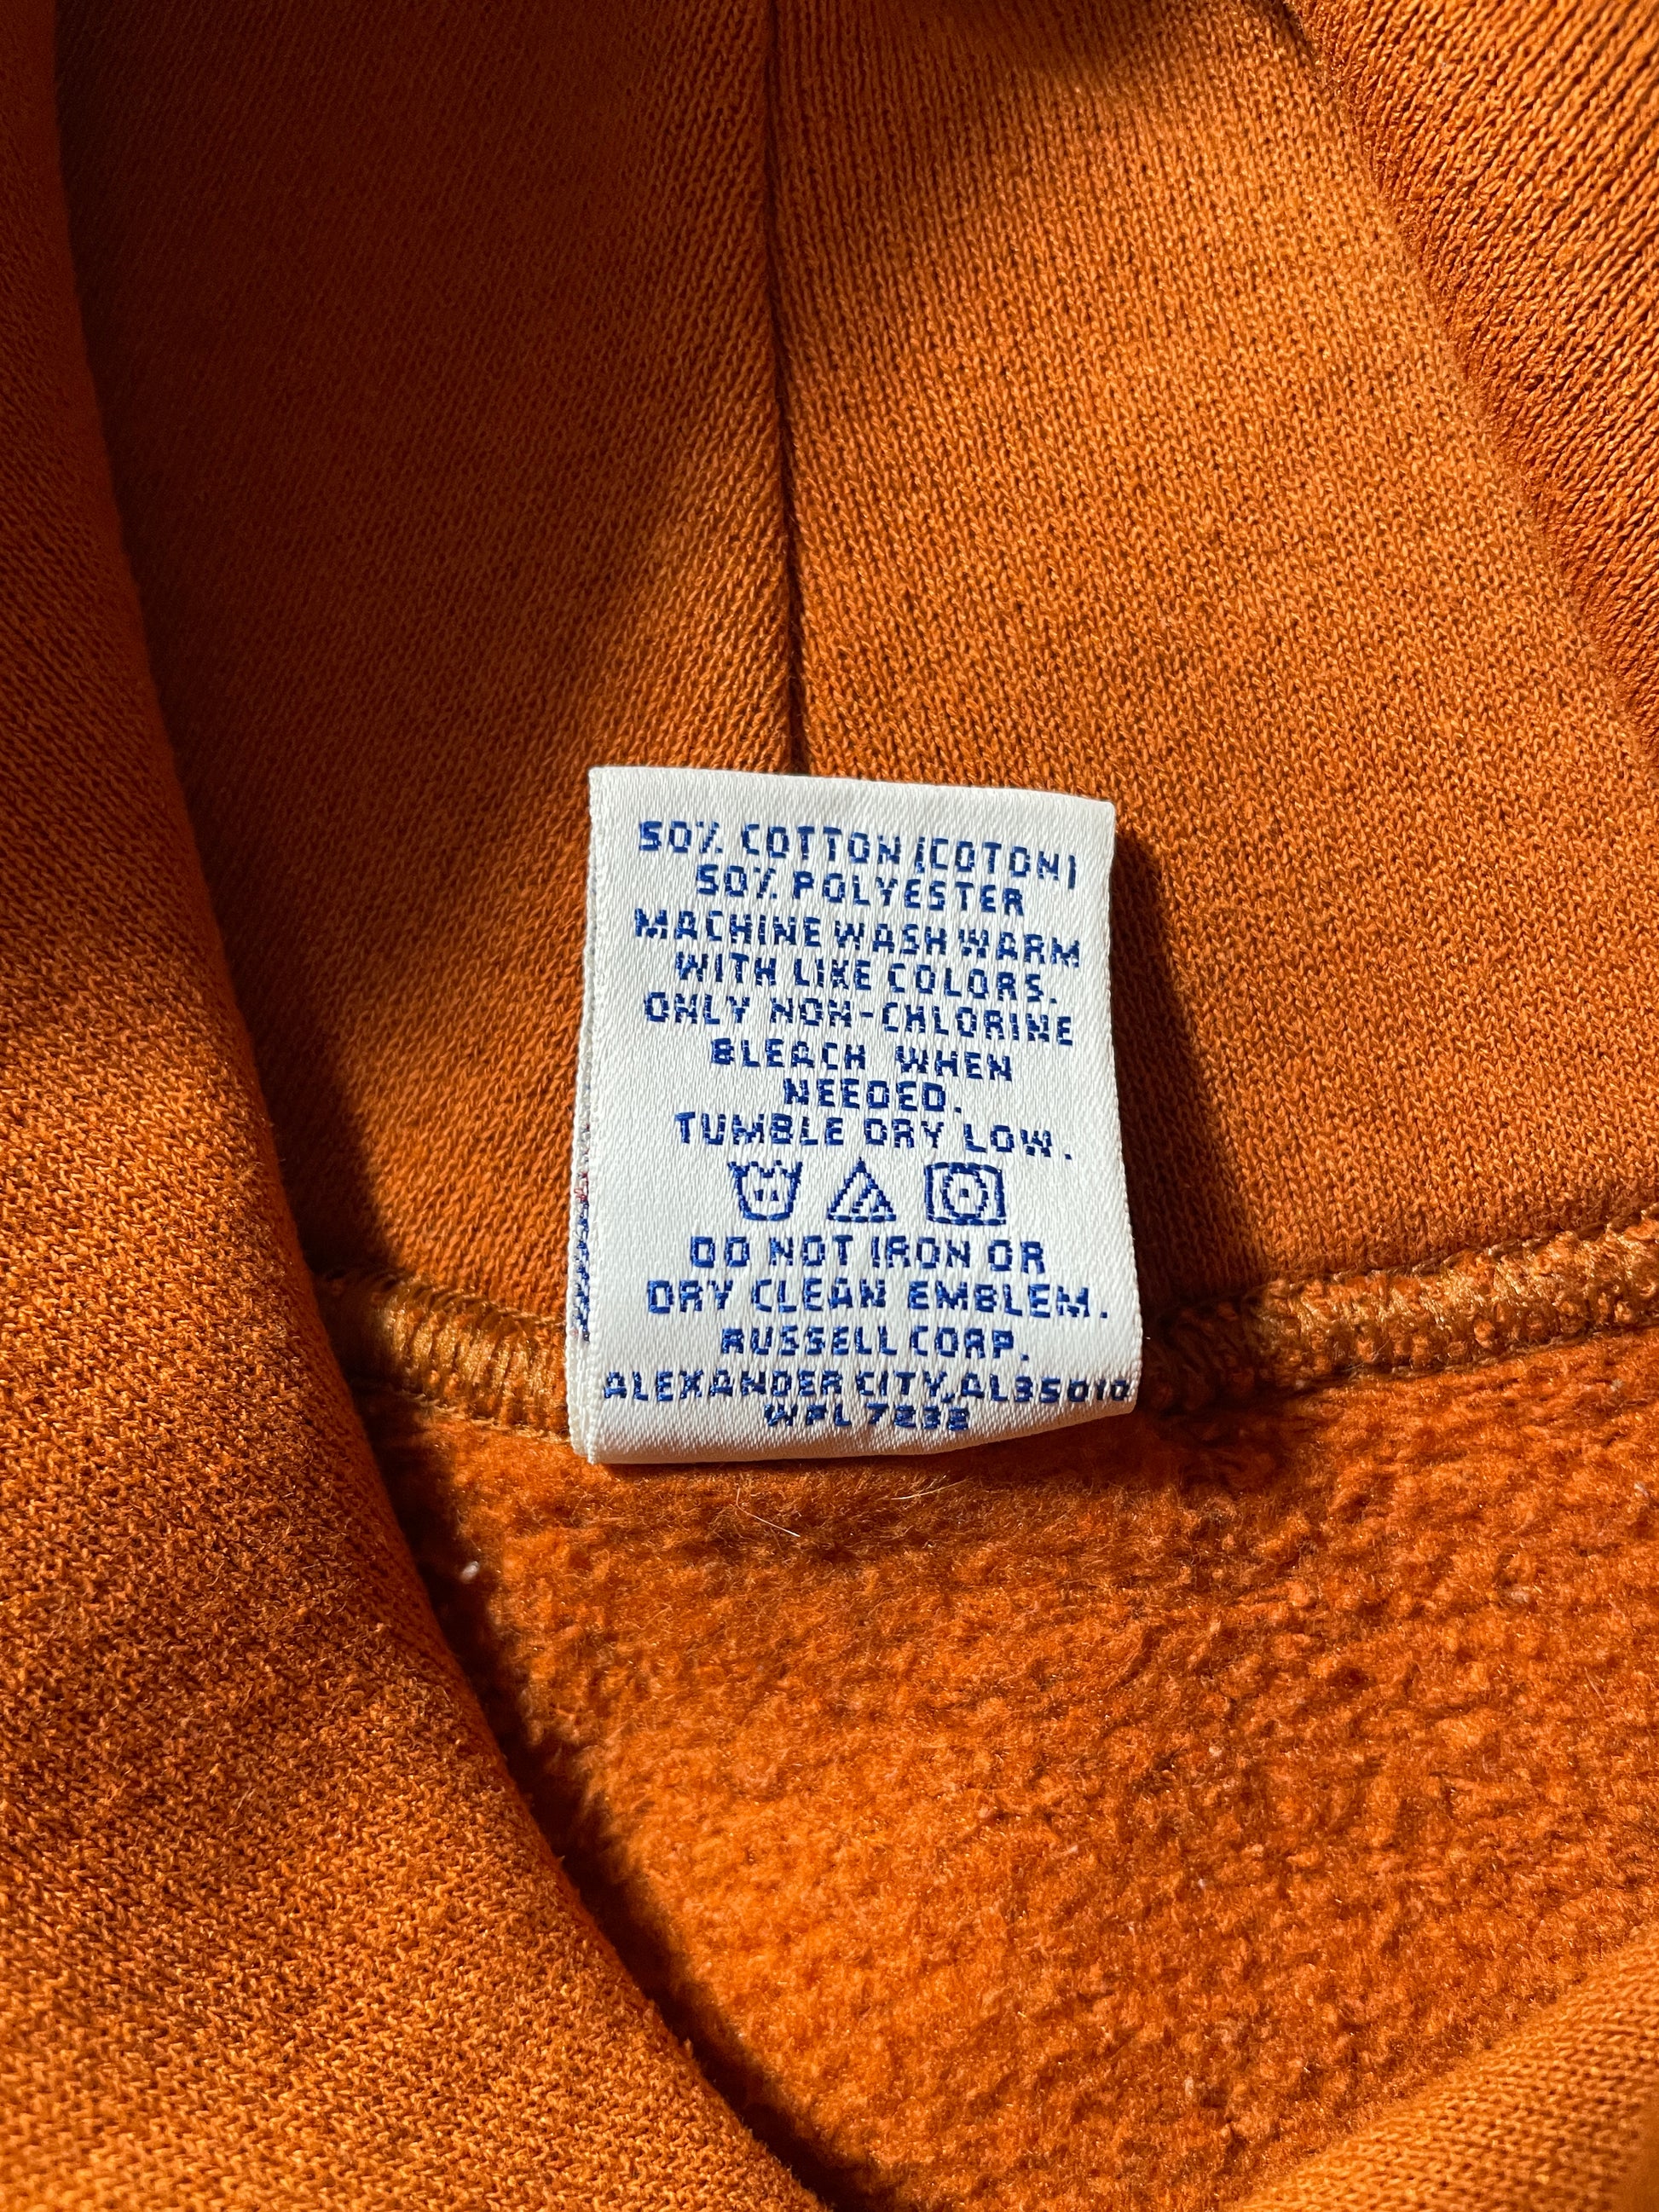 50% COTTON (COTON)
50% POLYESTER
MACHINE WASH WARM
WITH LIKE COLORS.
ONLY NON-CHLORINE
BLEACH WHEN
NEEDED.
TUMBLE DRY LOW.
DO NOT IRON OR
DRY CLEAN EMBLEM.
RUSSELL CORP.
ALEXANDER CITY, AL35010
WPL 7232